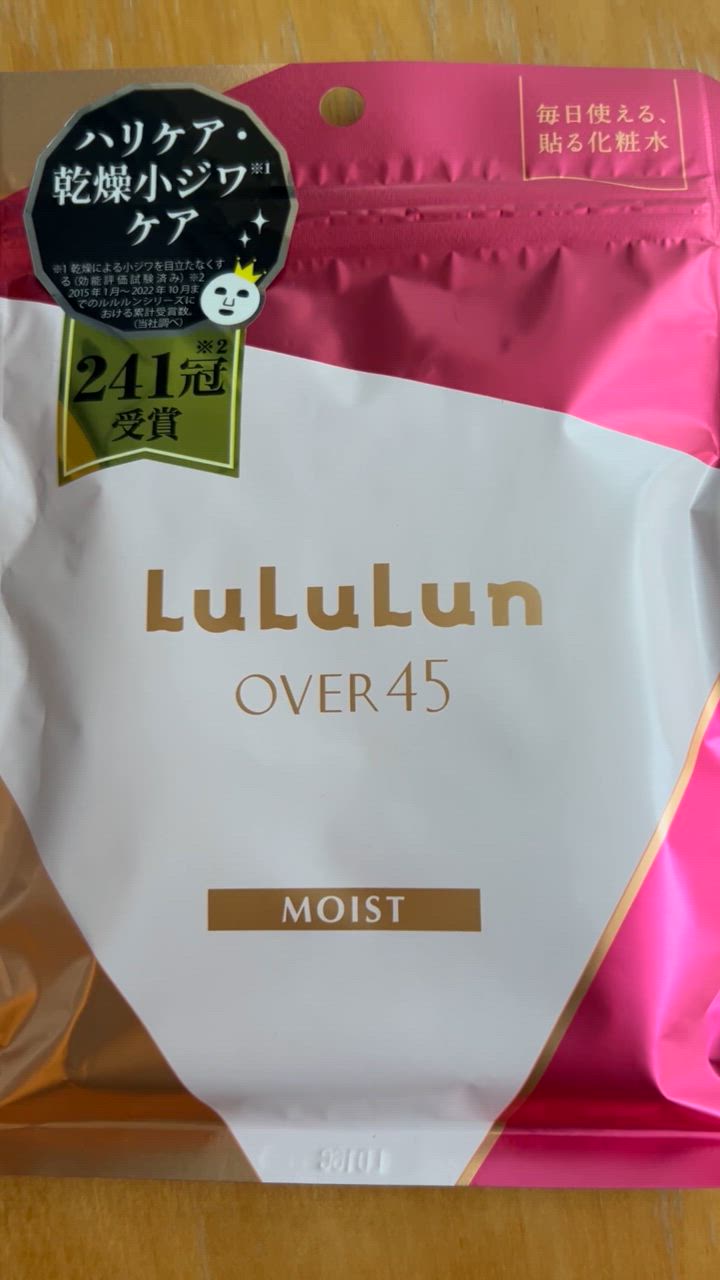 ハリケア・
乾燥小ジワ※1
ケア
※1 乾燥による小ジワを目立たなくす
る（効能評価試験済み）※2
2015年1月～2022年10月ま
でのルルルンシリーズに
おける累計受賞数。
（当社調べ）
※2
241冠
受賞
毎日使える、
貼る化粧水
LuLuLun
OVER45
MOIST